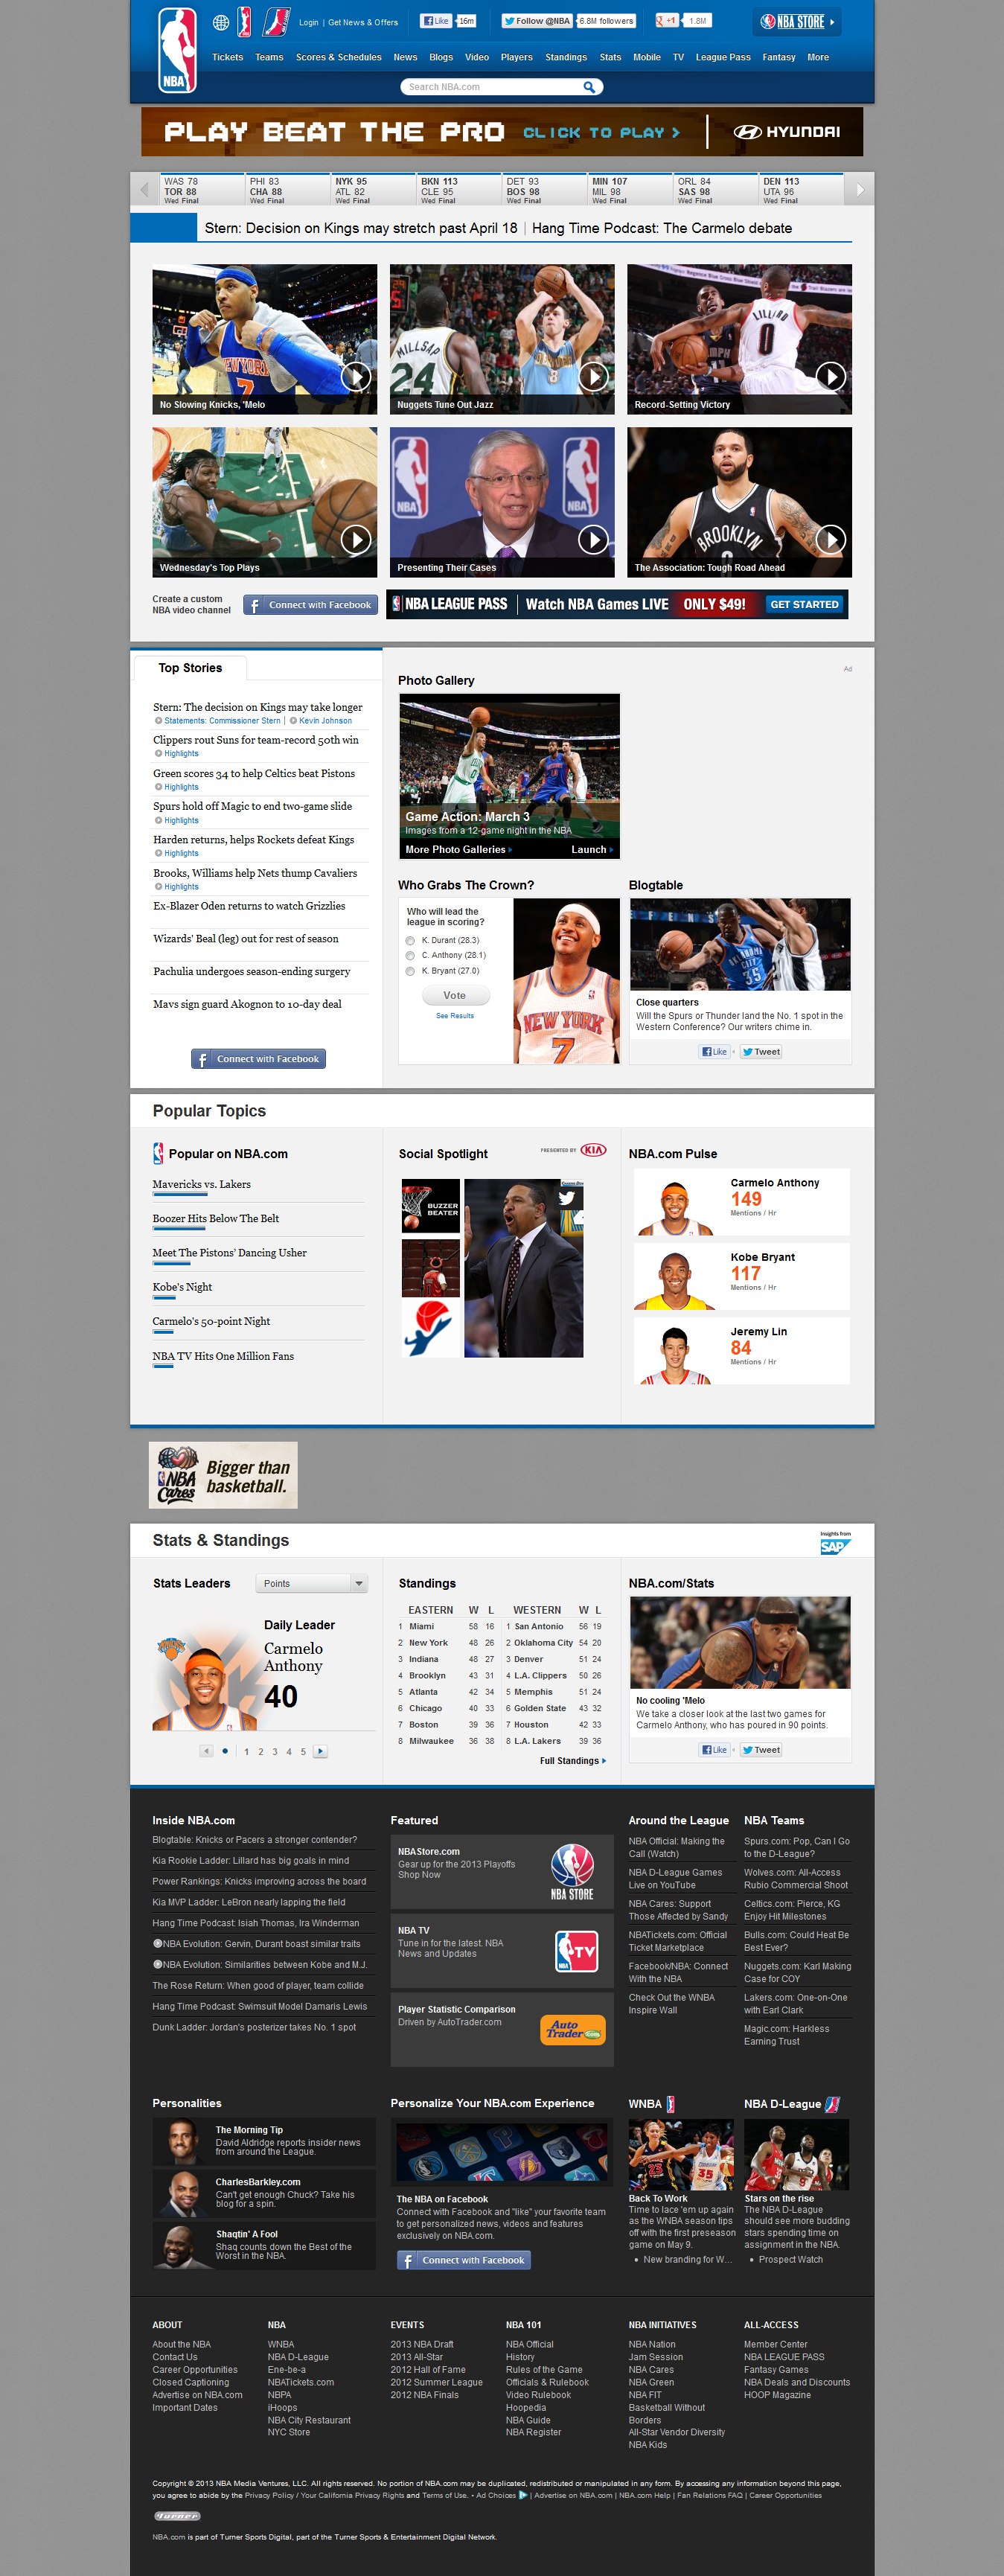 NBA
Login | Get News & Offers
Like 16m
Follow @NBA 6.8M followers
+1 1.8M
NBA STORE
Tickets Teams Scores & Schedules News Blogs Video Players Standings Stats Mobile TV League Pass Fantasy More
Search NBA.com
PLAY BEAT THE PRO CLICK TO PLAY > HYUNDAI
WAS 78 PHI 83 NYK 95 BKN 113 DET 93 MIN 107 ORL 84 DEN 113
TOR 88 CHA 88 ATL 82 CLE 95 BOS 98 MIL 98 SAS 98 UTA 96
Wed Final Wed Final Wed Final Wed Final Wed Final Wed Final Wed Final Wed Final
Stern: Decision on Kings may stretch past April 18 | Hang Time Podcast: The Carmelo debate
NEW YORK 7
MILLSAP 24
8
LILLARD 0
No Slowing Knicks, 'Melo
Nuggets Tune Out Jazz
Record-Setting Victory
NBA
NBA
BROOKLYN
Wednesday's Top Plays
Presenting Their Cases
The Association: Tough Road Ahead
Create a custom
NBA video channel
Connect with Facebook
NBA LEAGUE PASS Watch NBA Games LIVE ONLY $49! GET STARTED
Top Stories
Stern: The decision on Kings may take longer
Statements: Commissioner Stern | Kevin Johnson
Clippers rout Suns for team-record 50th win
Highlights
Green scores 34 to help Celtics beat Pistons
Highlights
Spurs hold off Magic to end two-game slide
Highlights
Harden returns, helps Rockets defeat Kings
Highlights
Brooks, Williams help Nets thump Cavaliers
Highlights
Ex-Blazer Oden returns to watch Grizzlies
Wizards' Beal (leg) out for rest of season
Pachulia undergoes season-ending surgery
Mavs sign guard Akognon to 10-day deal
Connect with Facebook
Ad
Photo Gallery
Game Action: March 3
Images from a 12-game night in the NBA
More Photo Galleries
Launch
Who Grabs The Crown?
Who will lead the
league in scoring?
K. Durant (28.3)
C. Anthony (28.1)
K. Bryant (27.0)
Vote
See Results
NEW YORK
7
Blogtable
35
Close quarters
Will the Spurs or Thunder land the No. 1 spot in the
Western Conference? Our writers chime in.
Like Tweet
Popular Topics
Popular on NBA.com
Mavericks vs. Lakers
Boozer Hits Below The Belt
Meet The Pistons' Dancing Usher
Kobe's Night
Carmelo's 50-point Night
NBA TV Hits One Million Fans
Social Spotlight
PRESENTED BY KIA
BUZZER
BEATER
NBA.com Pulse
Carmelo Anthony
149
Mentions / Hr
Kobe Bryant
117
Mentions / Hr
Jeremy Lin
84
Mentions / Hr
NBA
Cares
Bigger than
basketball.
Stats & Standings
Insights from
SAP
Stats Leaders
Points
Daily Leader
Carmelo
Anthony
40
1 2 3 4 5
Standings
EASTERN W L WESTERN W L
1 Miami 58 16 1 San Antonio 56 19
2 New York 48 26 2 Oklahoma City 54 20
3 Indiana 48 27 3 Denver 51 24
4 Brooklyn 43 31 4 L.A. Clippers 50 26
5 Atlanta 42 34 5 Memphis 51 24
6 Chicago 40 33 6 Golden State 43 32
7 Boston 39 36 7 Houston 42 33
8 Milwaukee 36 38 8 L.A. Lakers 39 36
Full Standings
NBA.com/Stats
No cooling 'Melo
We take a closer look at the last two games for
Carmelo Anthony, who has poured in 90 points.
Like Tweet
Inside NBA.com
Blogtable: Knicks or Pacers a stronger contender?
Kia Rookie Ladder: Lillard has big goals in mind
Power Rankings: Knicks improving across the board
Kia MVP Ladder: LeBron nearly lapping the field
Hang Time Podcast: Isiah Thomas, Ira Winderman
NBA Evolution: Gervin, Durant boast similar traits
NBA Evolution: Similarities between Kobe and M.J.
The Rose Return: When good of player, team collide
Hang Time Podcast: Swimsuit Model Damaris Lewis
Dunk Ladder: Jordan's posterizer takes No. 1 spot
Featured
NBAStore.com
Gear up for the 2013 Playoffs
Shop Now
NBA STORE
NBA TV
Tune in for the latest. NBA
News and Updates
NBA TV
Player Statistic Comparison
Driven by AutoTrader.com
Auto
Trader.com
Around the League
NBA Official: Making the
Call (Watch)
NBA D-League Games
Live on YouTube
NBA Cares: Support
Those Affected by Sandy
NBATickets.com: Official
Ticket Marketplace
Facebook/NBA: Connect
With the NBA
Check Out the WNBA
Inspire Wall
NBA Teams
Spurs.com: Pop, Can I Go
to the D-League?
Wolves.com: All-Access
Rubio Commercial Shoot
Celtics.com: Pierce, KG
Enjoy Hit Milestones
Bulls.com: Could Heat Be
Best Ever?
Nuggets.com: Karl Making
Case for COY
Lakers.com: One-on-One
with Earl Clark
Magic.com: Harkless
Earning Trust
Personalities
The Morning Tip
David Aldridge reports insider news
from around the League.
CharlesBarkley.com
Can't get enough Chuck? Take his
blog for a spin.
Shaqtin' A Fool
Shaq counts down the Best of the
Worst in the NBA.
Personalize Your NBA.com Experience
The NBA on Facebook
Connect with Facebook and "like" your favorite team
to get personalized news, videos and features
exclusively on NBA.com.
Connect with Facebook
WNBA
23
35
Back To Work
Time to lace 'em up again
as the WNBA season tips
off with the first preseason
game on May 9.
• New branding for W...
NBA D-League
Stars on the rise
The NBA D-League
should see more budding
stars spending time on
assignment in the NBA.
• Prospect Watch
ABOUT
About the NBA
Contact Us
Career Opportunities
Closed Captioning
Advertise on NBA.com
Important Dates
NBA
WNBA
NBA D-League
Ene-be-a
NBATickets.com
NBPA
iHoops
NBA City Restaurant
NYC Store
EVENTS
2013 NBA Draft
2013 All-Star
2012 Hall of Fame
2012 Summer League
2012 NBA Finals
NBA 101
NBA Official
History
Rules of the Game
Officials & Rulebook
Video Rulebook
Hoopedia
NBA Guide
NBA Register
NBA INITIATIVES
NBA Nation
Jam Session
NBA Cares
NBA Green
NBA FIT
Basketball Without
Borders
All-Star Vendor Diversity
NBA Kids
ALL-ACCESS
Member Center
NBA LEAGUE PASS
Fantasy Games
NBA Deals and Discounts
HOOP Magazine
Copyright © 2013 NBA Media Ventures, LLC. All rights reserved. No portion of NBA.com may be duplicated, redistributed or manipulated in any form. By accessing any information beyond this page,
you agree to abide by the Privacy Policy / Your California Privacy Rights and Terms of Use. • Ad Choices | Advertise on NBA.com | NBA.com Help | Fan Relations FAQ | Career Opportunities
Turner
NBA.com is part of Turner Sports Digital, part of the Turner Sports & Entertainment Digital Network.